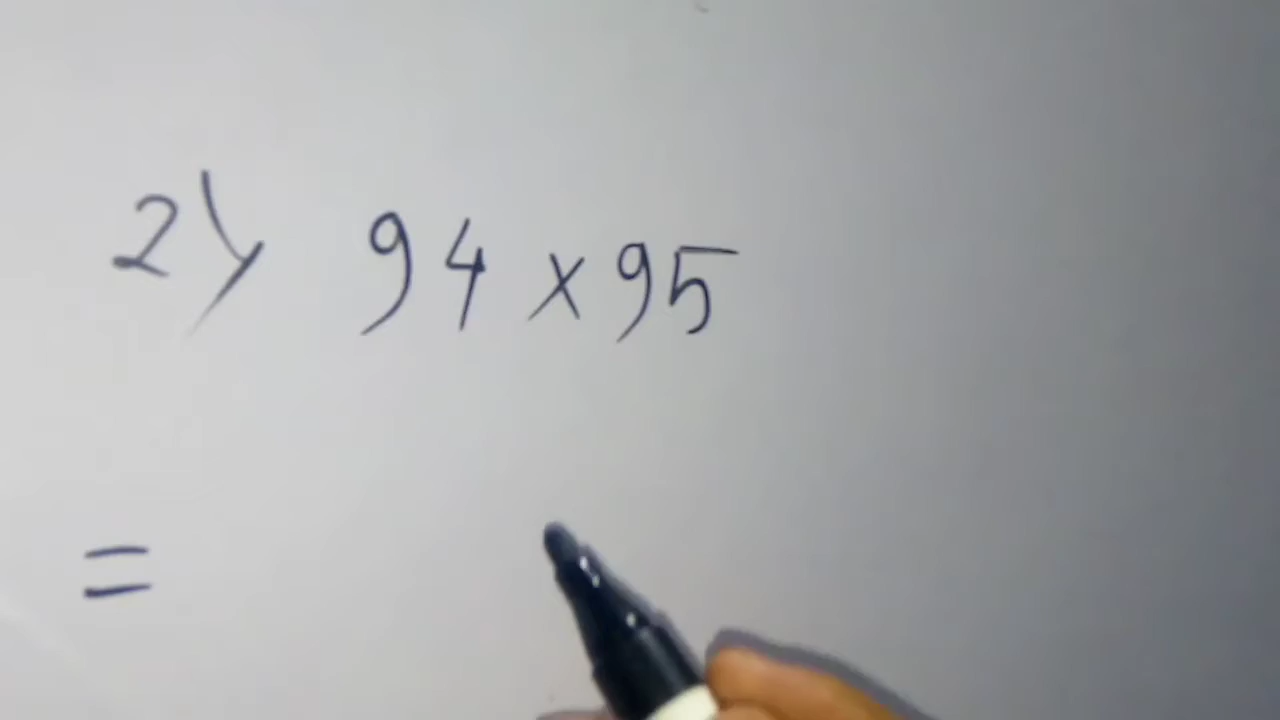 2) 94 × 95
=